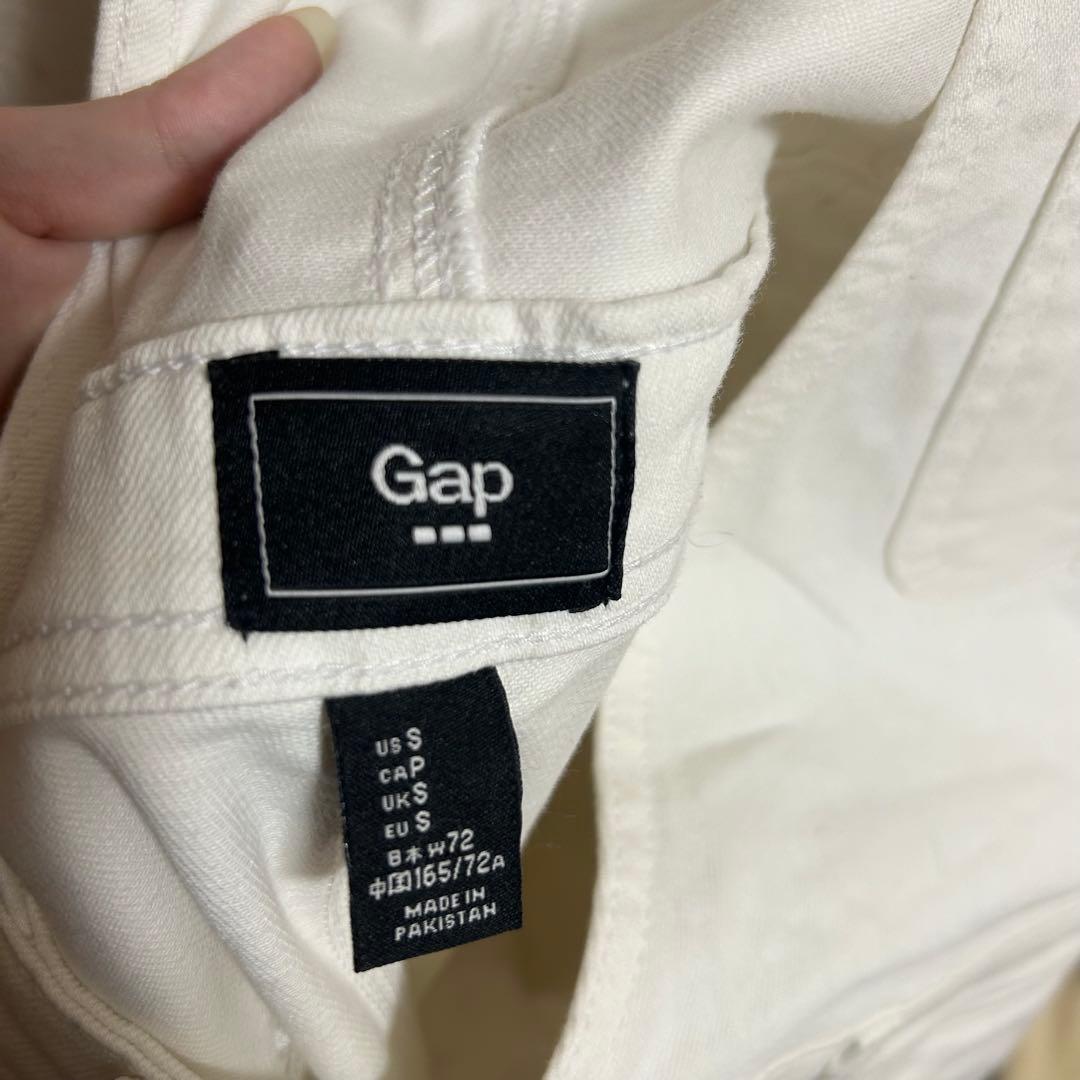 Gap
US S
CA P
UK S
EU S
日本 W72
中国 165/72A
MADE IN
PAKISTAN